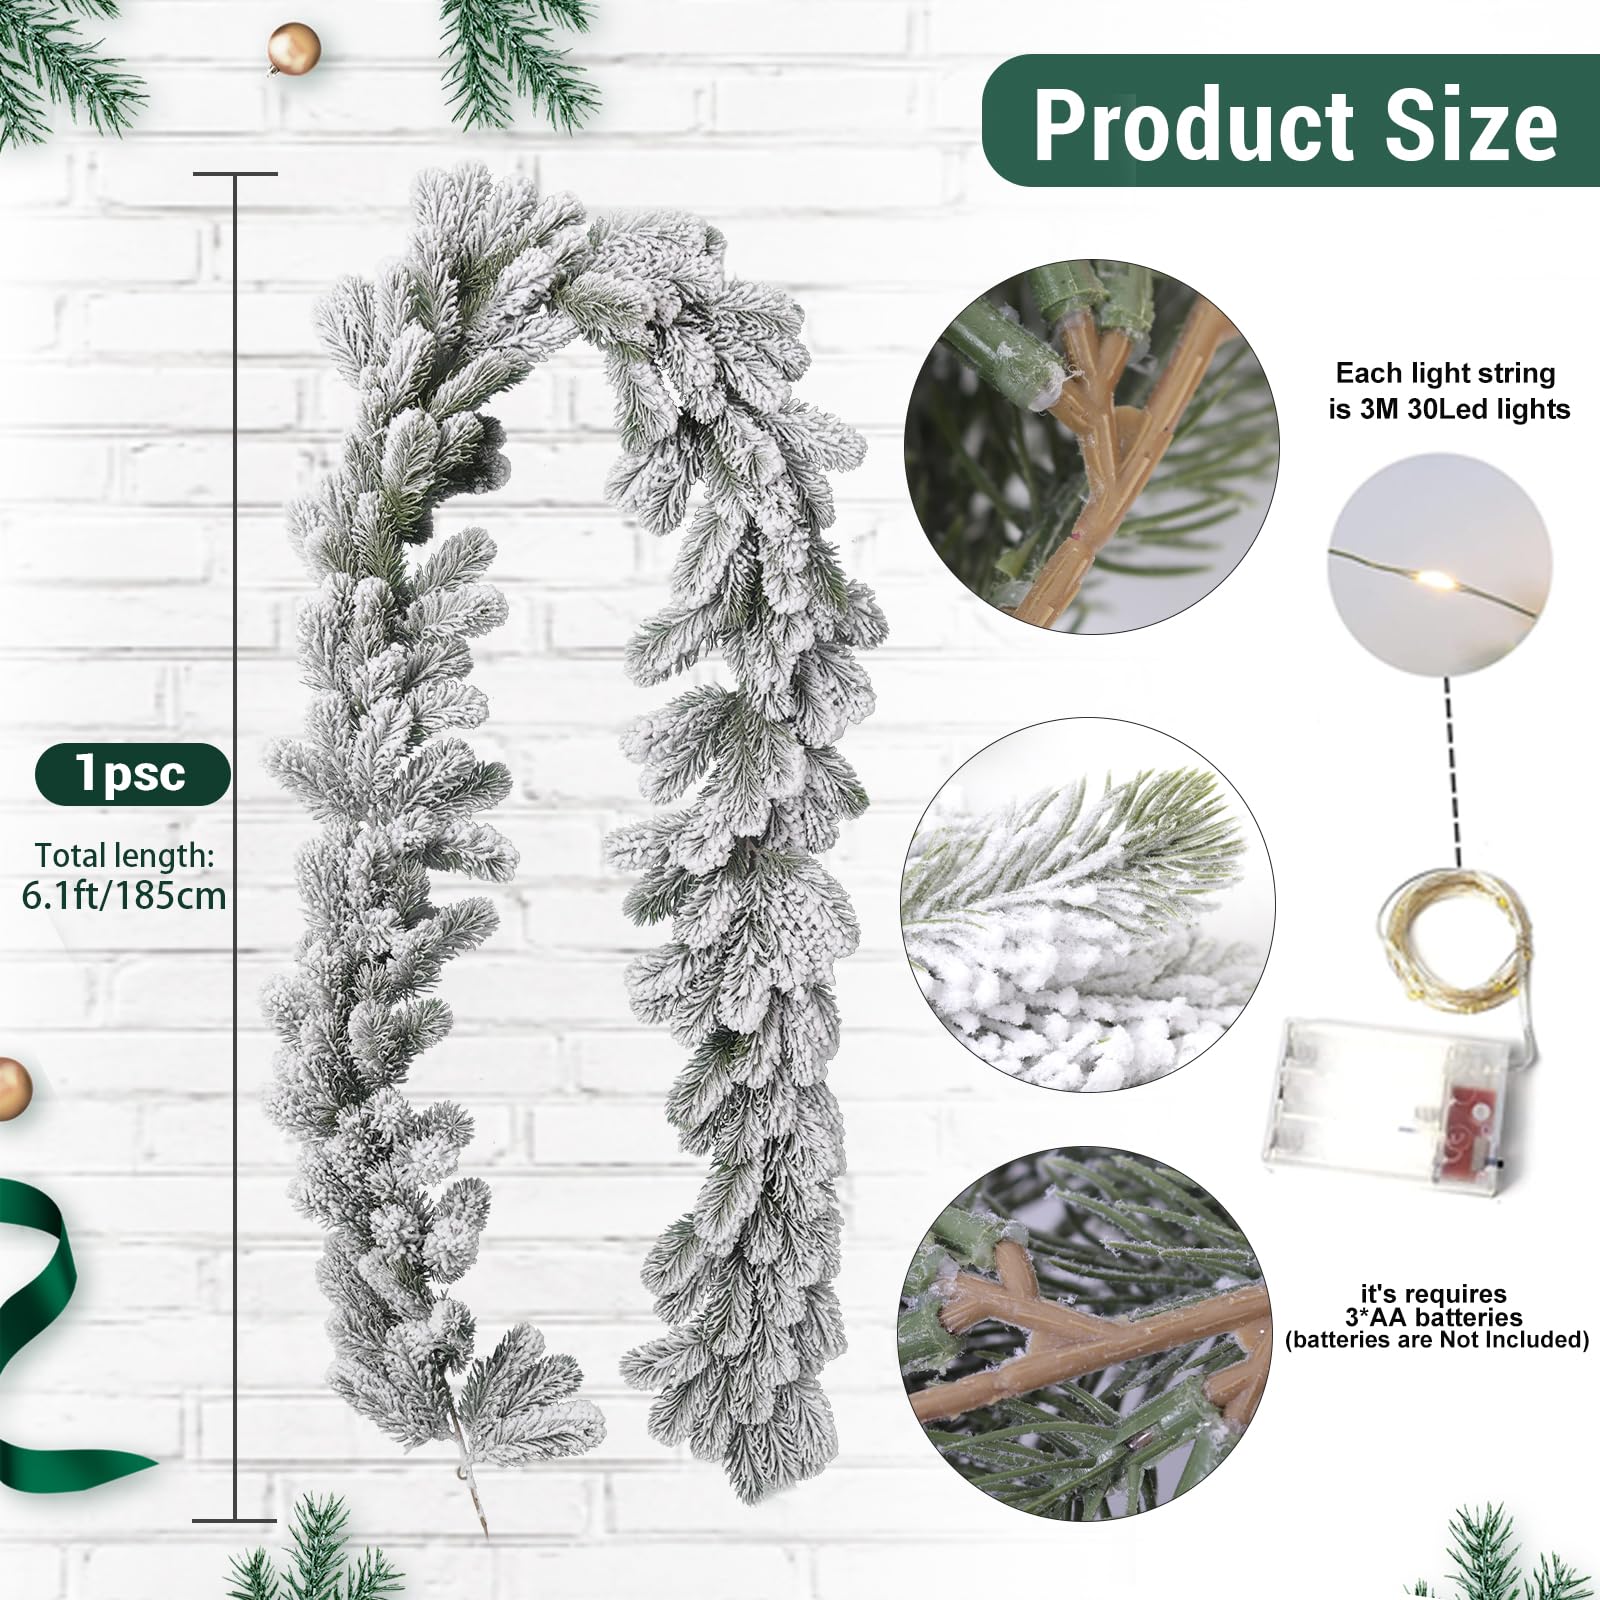 Product Size
Each light string
is 3M 30Led lights
1psc
Total length:
6.1ft/185cm
it's requires
3*AA batteries
(batteries are Not Included)